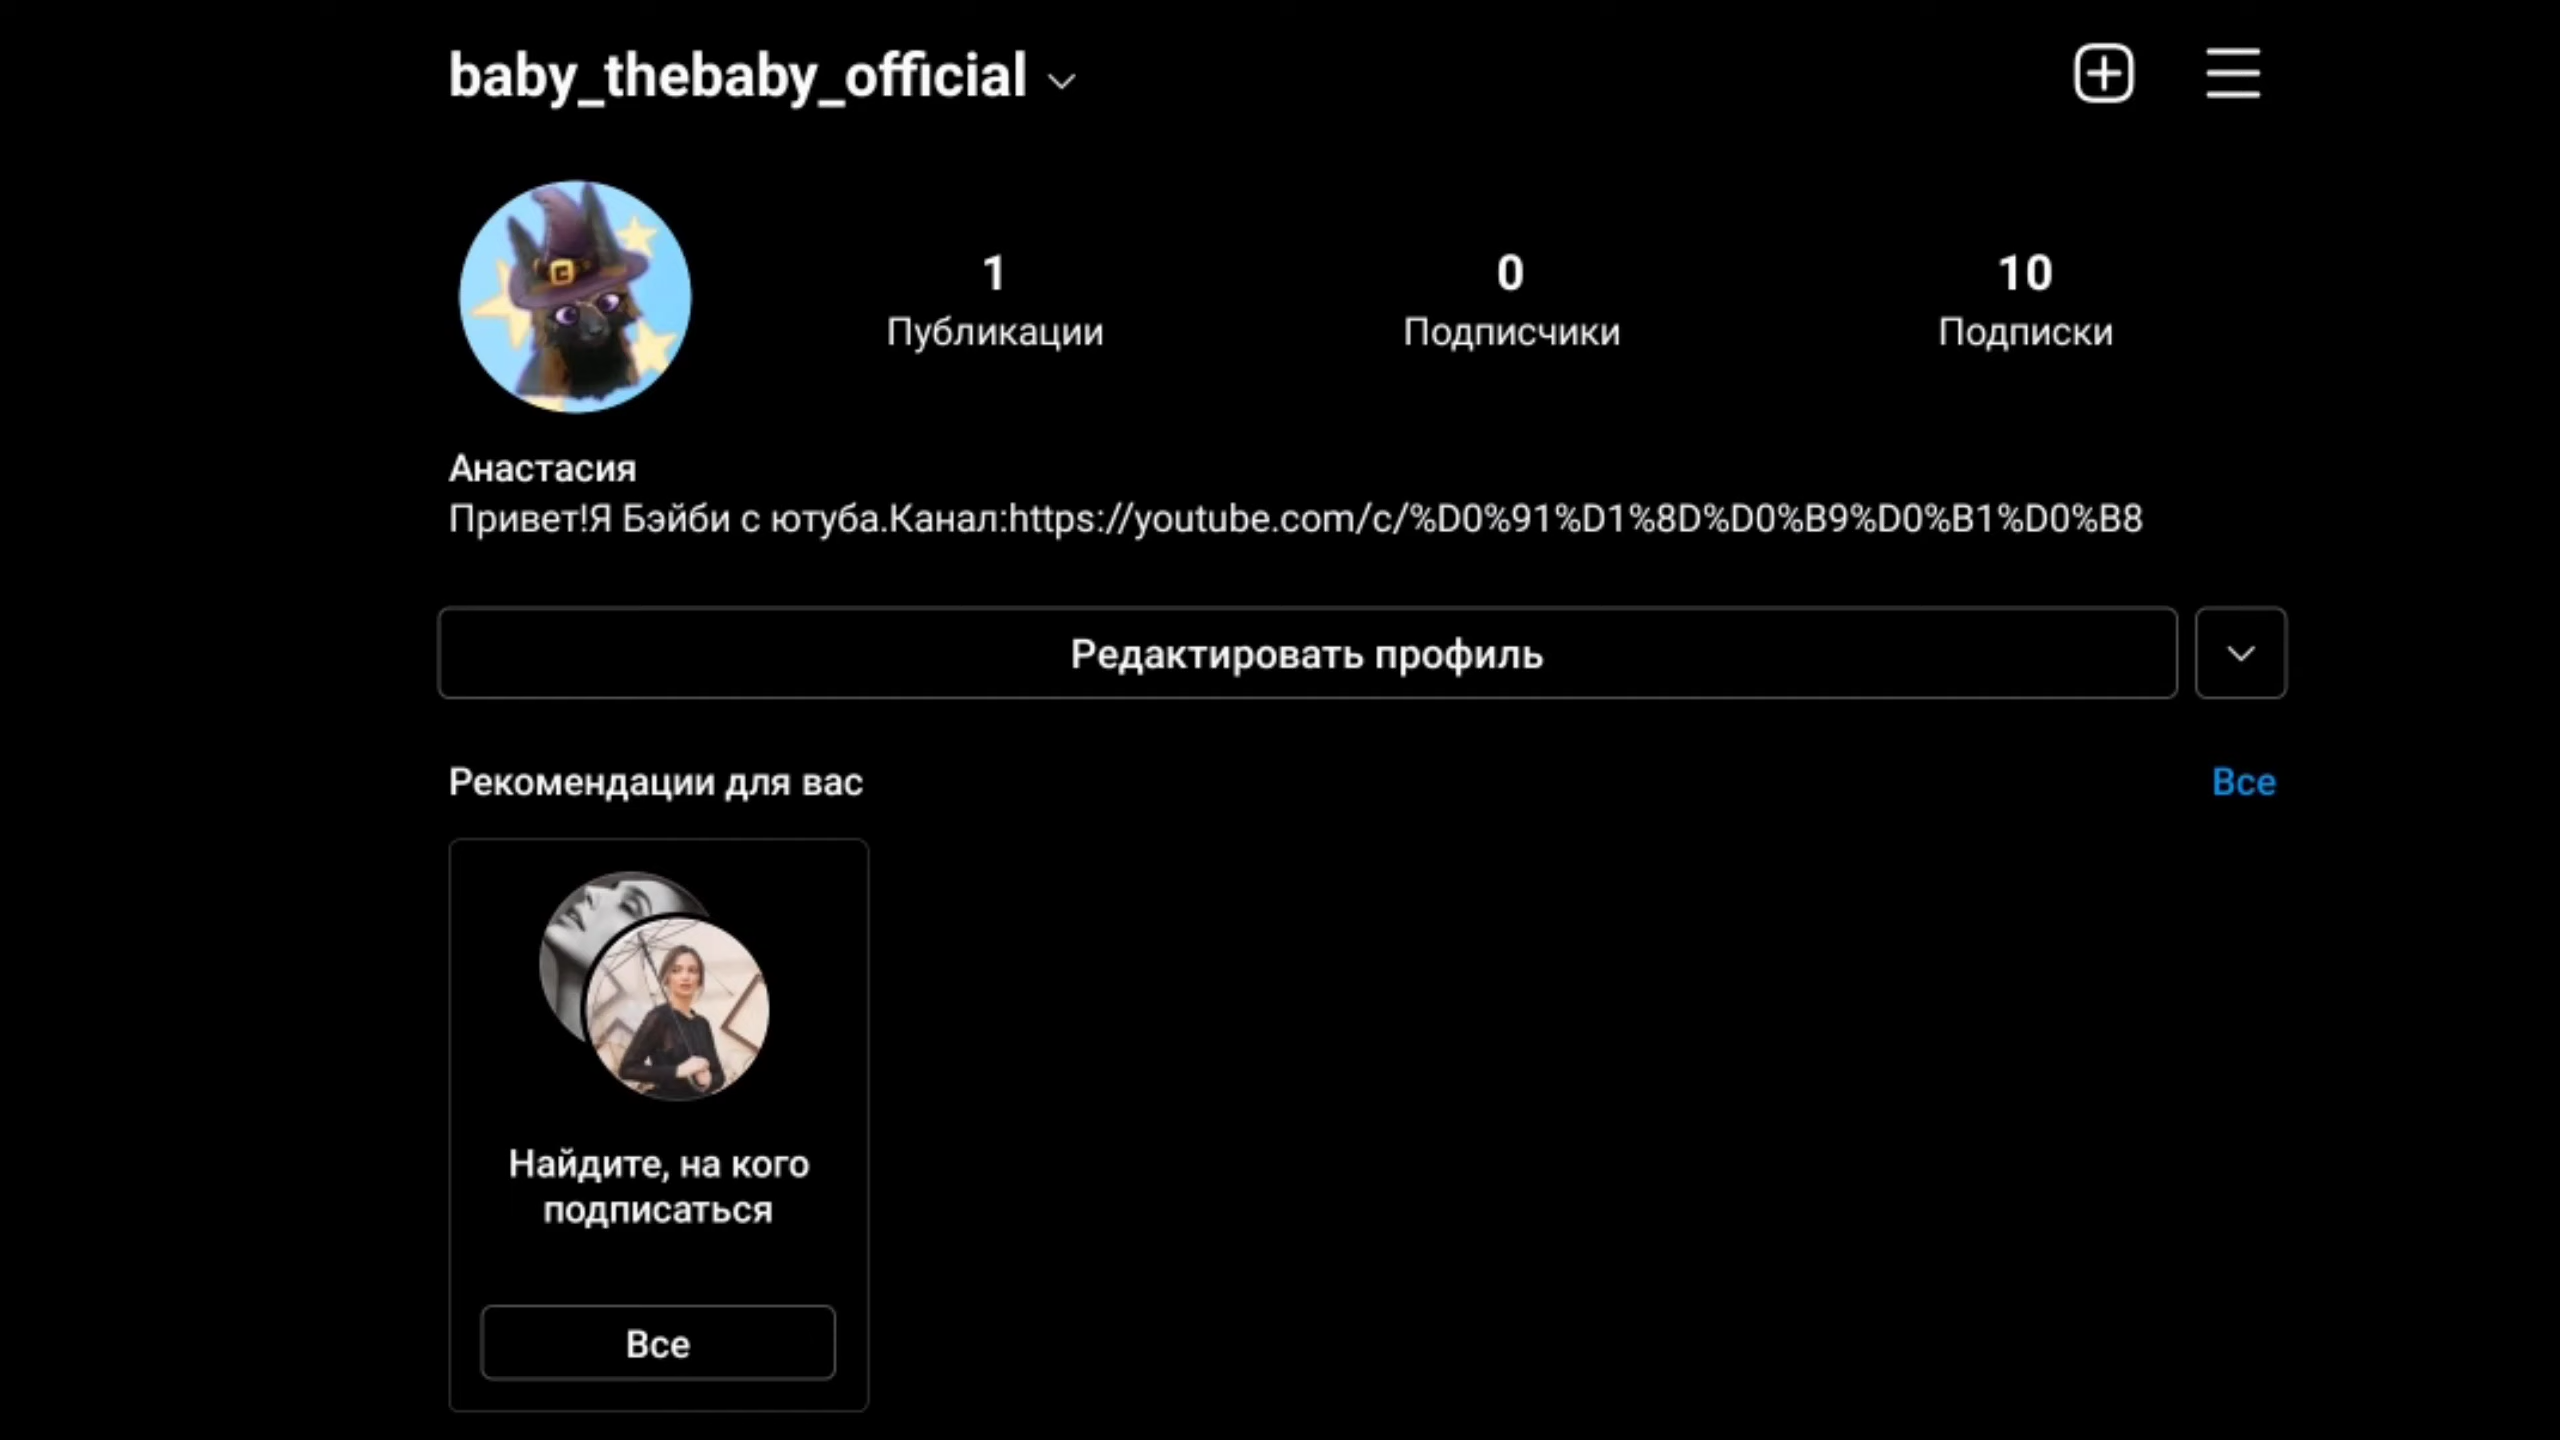 baby_thebaby_official
1
Публикации
0
Подписчики
10
Подписки
Анастасия
Привет!Я Бэйби с ютуба.Канал:https://youtube.com/c/%D0%91%D1%8D%D0%B9%D0%B1%D0%B8
Редактировать профиль
Рекомендации для вас
Все
Найдите, на кого
подписаться
Все